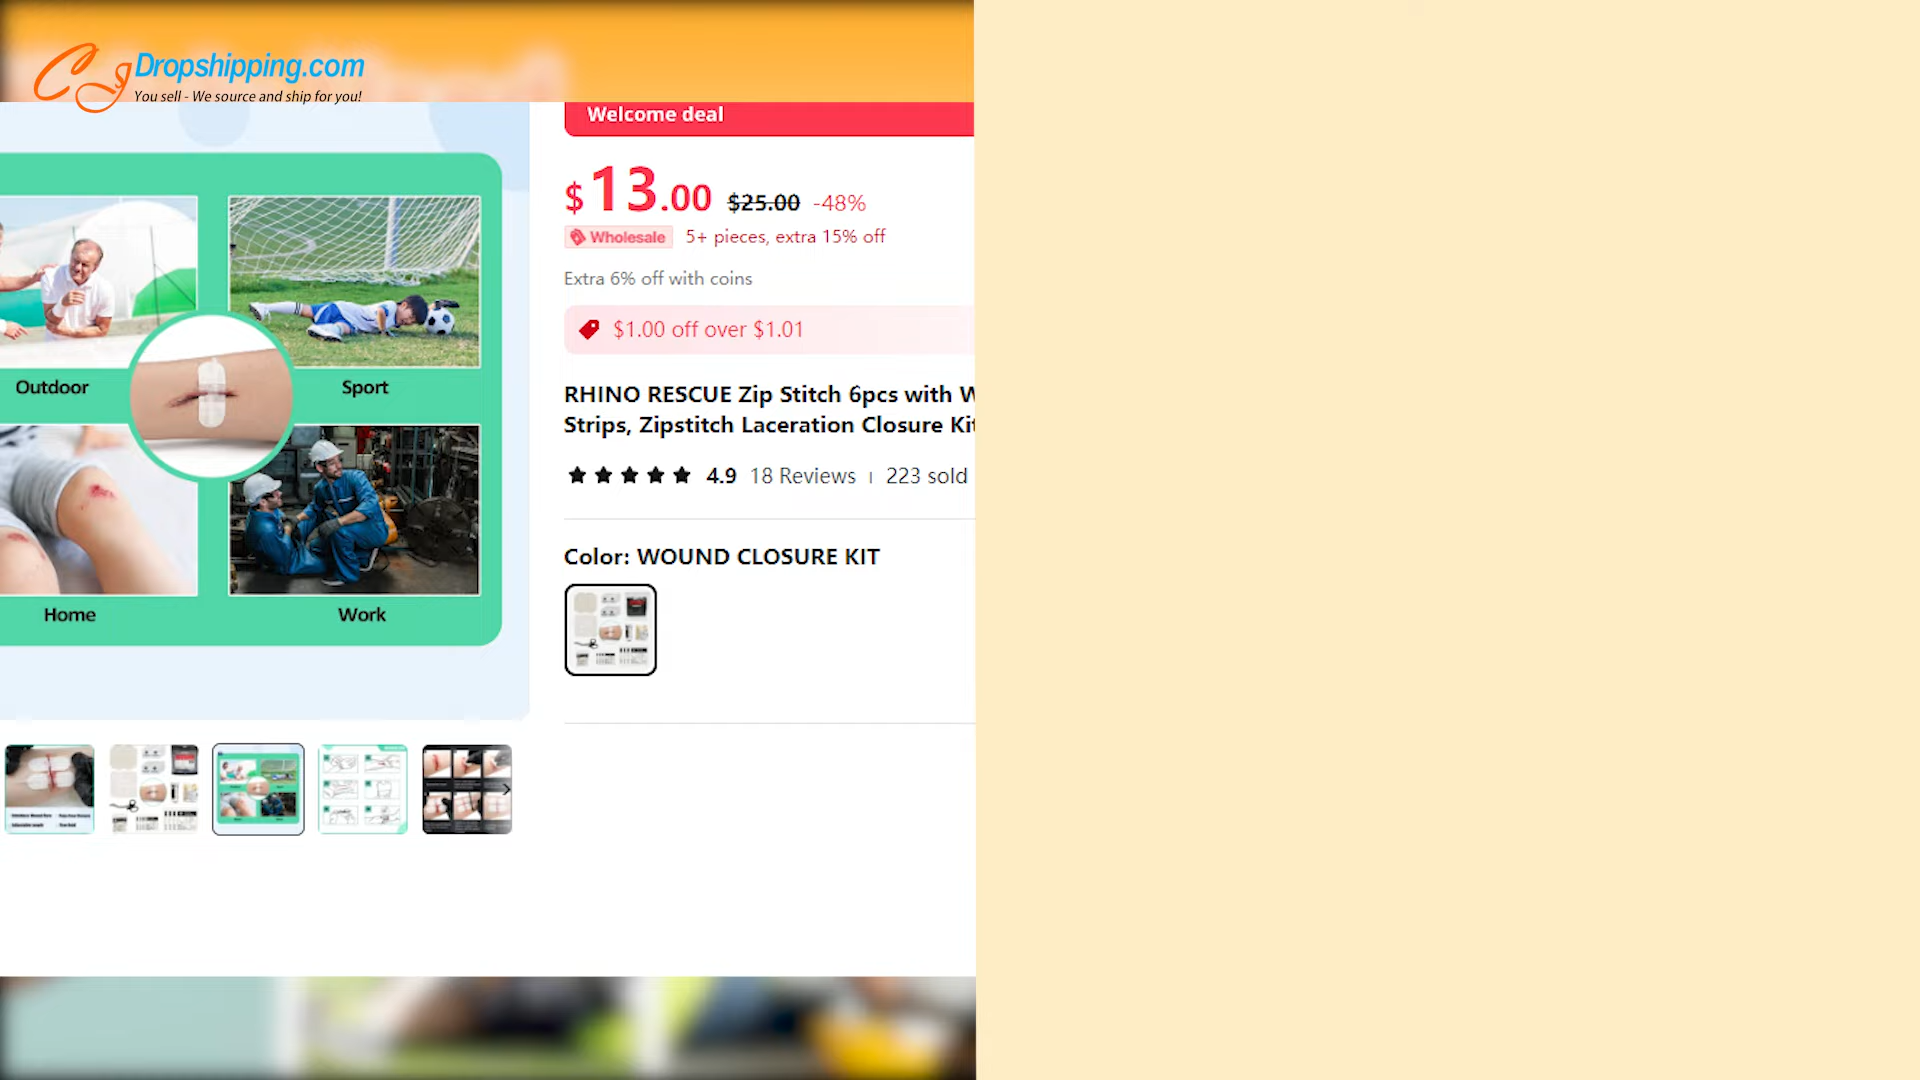 CJ Dropshipping.com
You sell - We source and ship for you!
Welcome deal
$13.00 $25.00 -48%
Wholesale 5+ pieces, extra 15% off
Extra 6% off with coins
$1.00 off over $1.01
RHINO RESCUE Zip Stitch 6pcs with
Strips, Zipstitch Laceration Closure Kit
4.9 18 Reviews 223 sold
Color: WOUND CLOSURE KIT
Outdoor
Sport
Home
Work